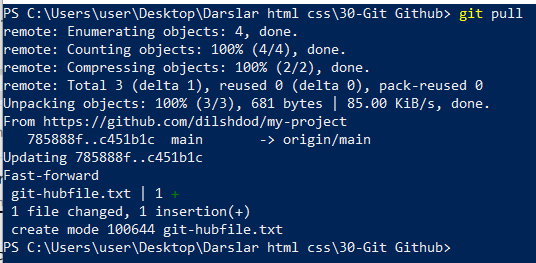 PS C:\Users\user\Desktop\Darslar html css\30-Git Github> git pull
remote: Enumerating objects: 4, done.
remote: Counting objects: 100% (4/4), done.
remote: Compressing objects: 100% (2/2), done.
remote: Total 3 (delta 1), reused 0 (delta 0), pack-reused 0
Unpacking objects: 100% (3/3), 681 bytes | 85.00 KiB/s, done.
From https://github.com/dilshdod/my-project
   785888f..c451b1c  main       -> origin/main
Updating 785888f..c451b1c
Fast-forward
 git-hubfile.txt | 1 +
 1 file changed, 1 insertion(+)
 create mode 100644 git-hubfile.txt
PS C:\Users\user\Desktop\Darslar html css\30-Git Github>